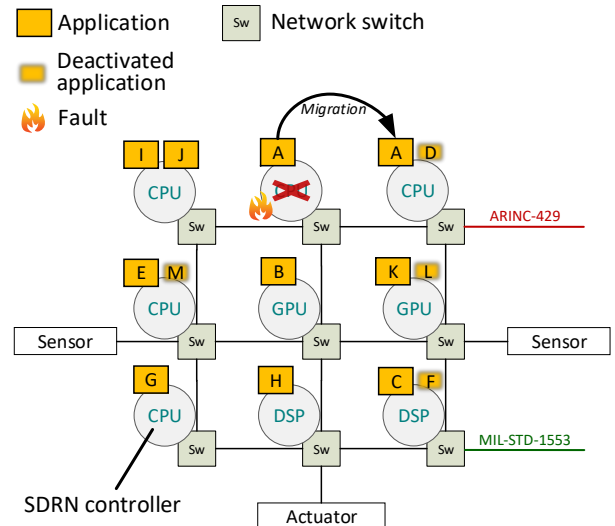 Application
Sw
Network switch
Deactivated
application
Fault
Migration
I
J
A
A
D
CPU
CPU
CPU
Sw
Sw
Sw
ARINC-429
E
M
B
K
L
CPU
GPU
GPU
Sw
Sw
Sw
Sensor
Sensor
G
H
C
F
CPU
DSP
DSP
Sw
Sw
Sw
MIL-STD-1553
SDRN controller
Actuator